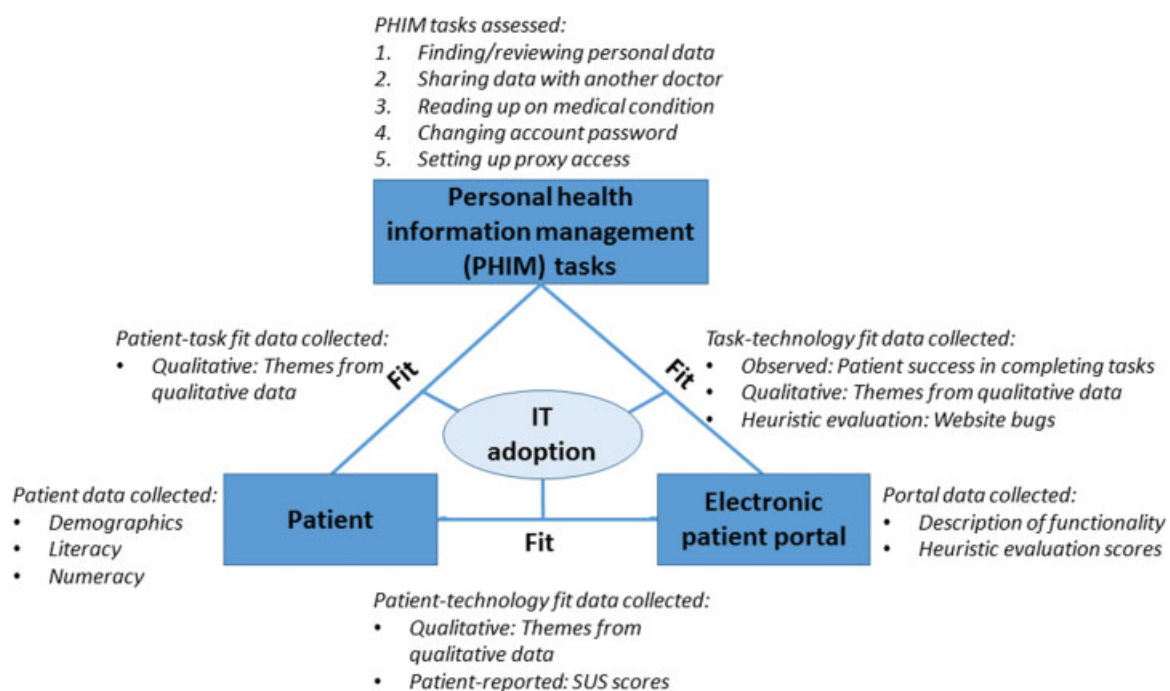 PHIM tasks assessed:
1. Finding/reviewing personal data
2. Sharing data with another doctor
3. Reading up on medical condition
4. Changing account password
5. Setting up proxy access
Personal health
information management
(PHIM) tasks
Patient-task fit data collected:
• Qualitative: Themes from
qualitative data
Fit
Fit
Task-technology fit data collected:
• Observed: Patient success in completing tasks
• Qualitative: Themes from qualitative data
• Heuristic evaluation: Website bugs
IT
adoption
Patient data collected:
• Demographics
• Literacy
• Numeracy
Patient
Fit
Electronic
patient portal
Portal data collected:
• Description of functionality
• Heuristic evaluation scores
Patient-technology fit data collected:
• Qualitative: Themes from
qualitative data
• Patient-reported: SUS scores